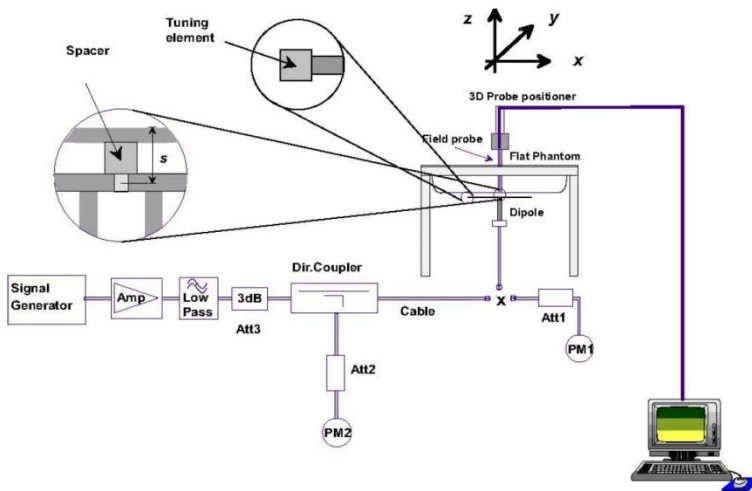 Tuning
element
Spacer
s
z
y
x
3D Probe positioner
Field probe
Flat Phantom
Dipole
Signal
Generator
Amp
Low
Pass
3dB
Att3
Dir.Coupler
Cable
x
Att1
PM1
Att2
PM2